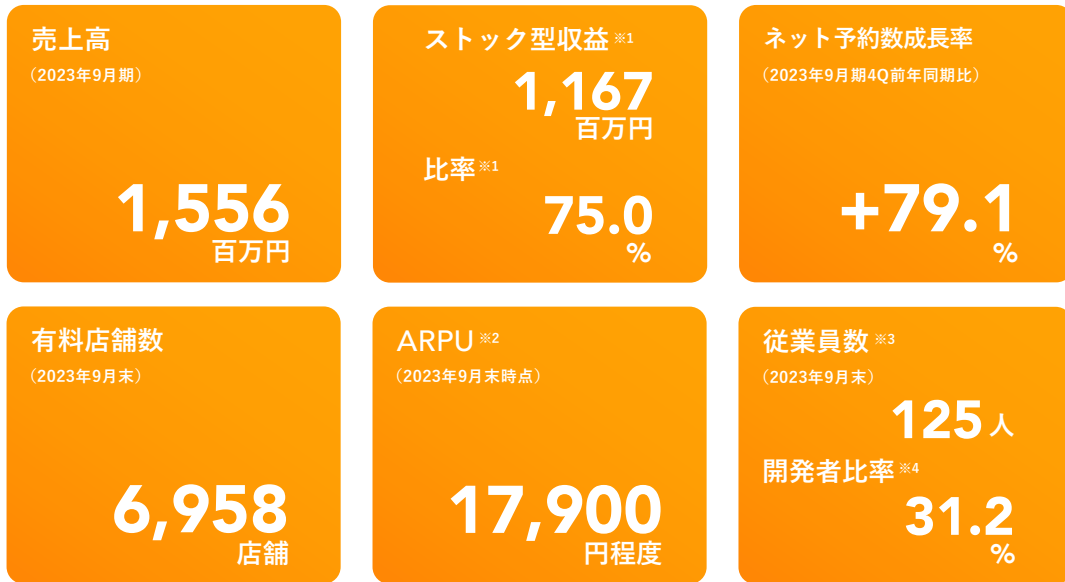 売上高
（2023年9月期）
1,556
百万円
ストック型収益 ※1
1,167
百万円
比率 ※1
75.0
%
ネット予約数成長率
（2023年9月期4Q前年同期比）
+79.1
%
有料店舗数
（2023年9月末）
6,958
店舗
ARPU ※2
（2023年9月末時点）
17,900
円程度
従業員数 ※3
（2023年9月末）
125 人
開発者比率 ※4
31.2
%